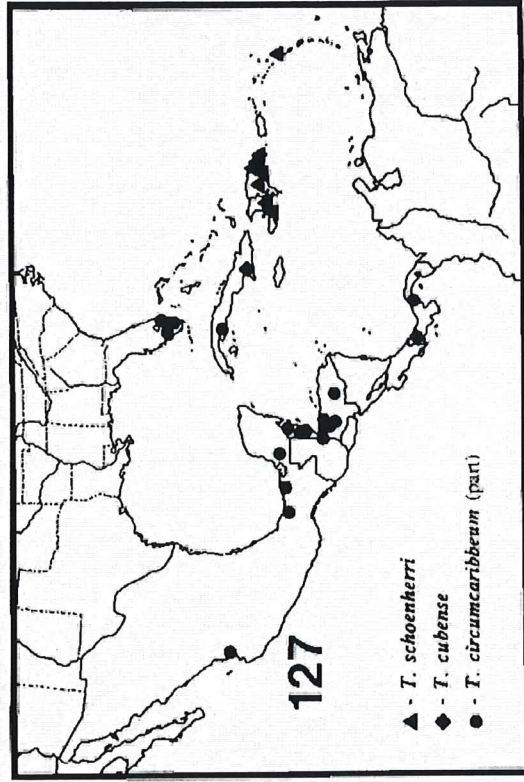 127
▲ - T. schoenherri
◆ - T. cubense
● - T. circumcaribbeum (part)